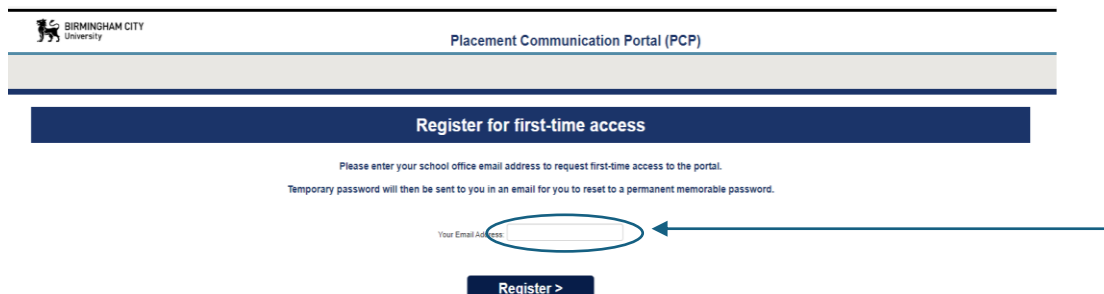 BIRMINGHAM CITY
University
Placement Communication Portal (PCP)
Register for first-time access
Please enter your school office email address to request first-time access to the portal.
Temporary password will then be sent to you in an email for you to reset to a permanent memorable password.
Your Email Address:
Register >